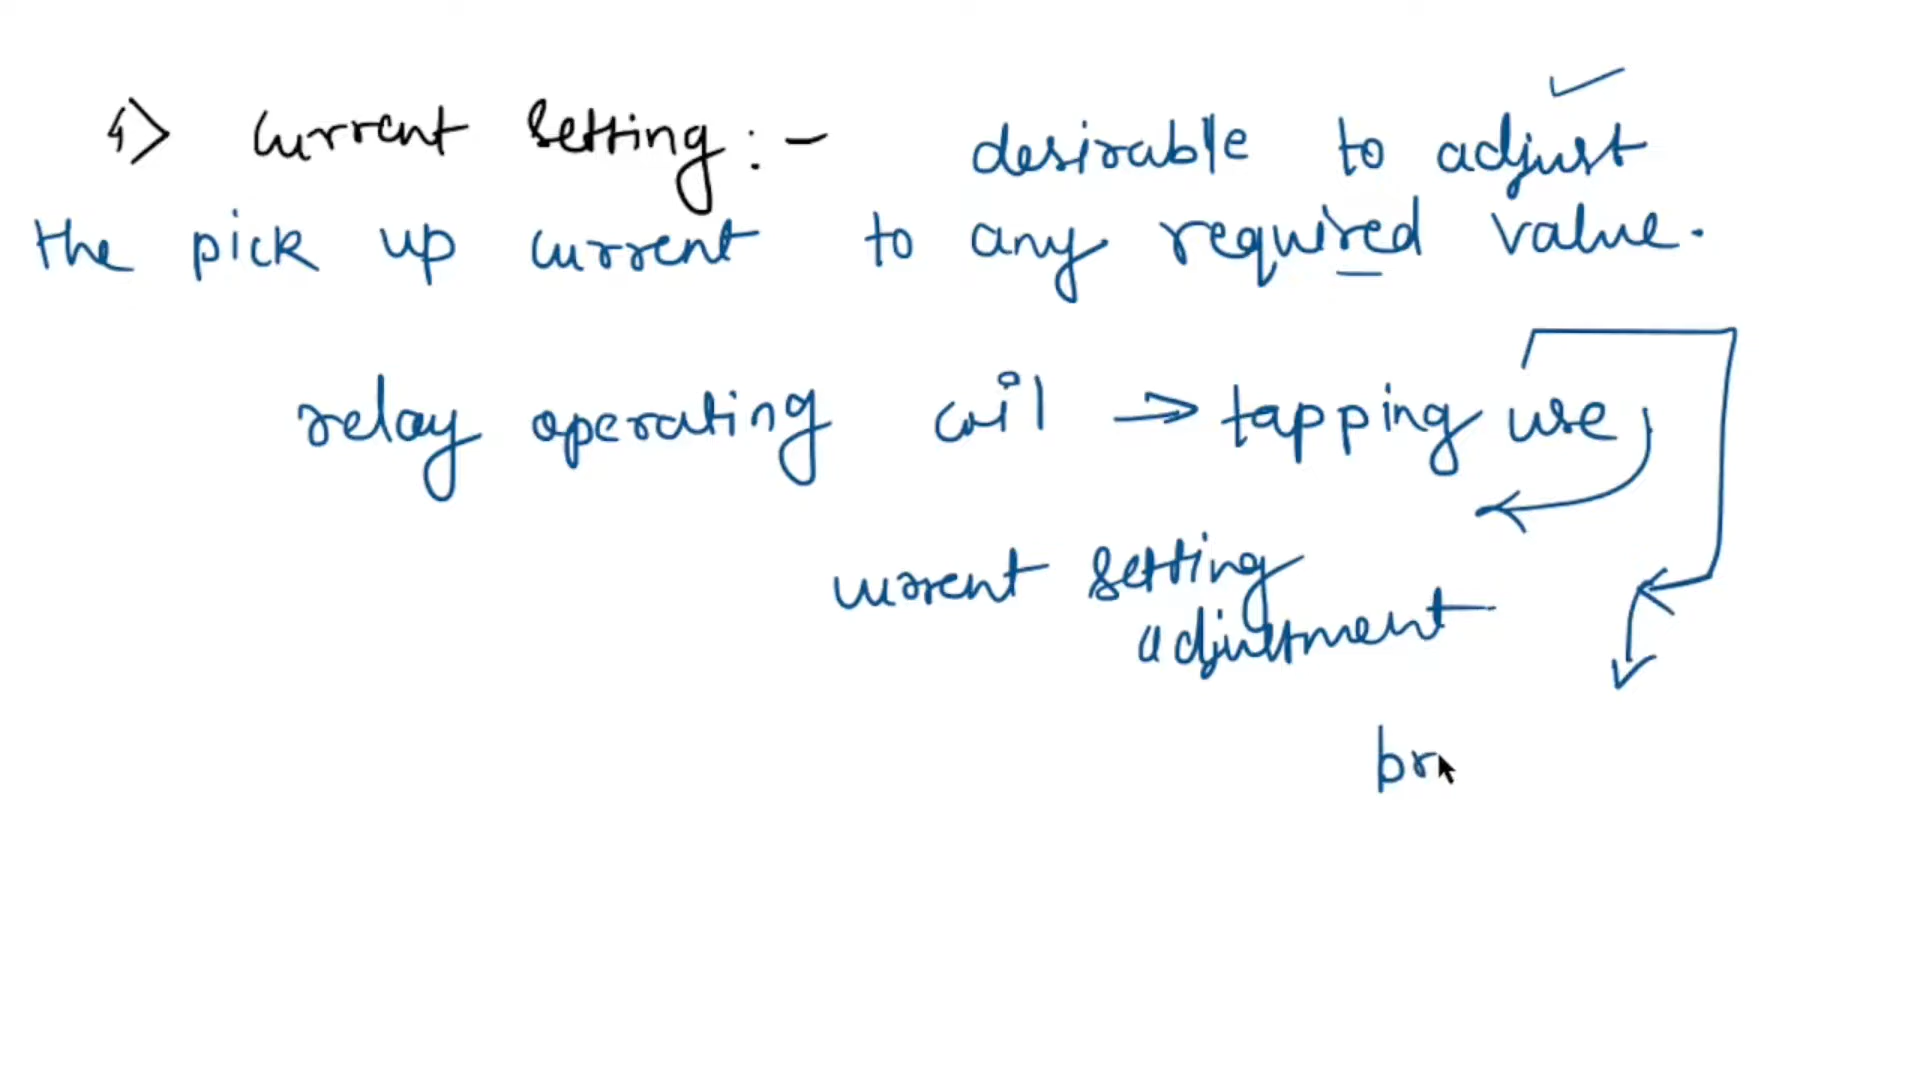 1) Current Setting :- desirable to adjust
the pick up current to any required value.
relay operating coil → tapping use
current setting
adjustment
br